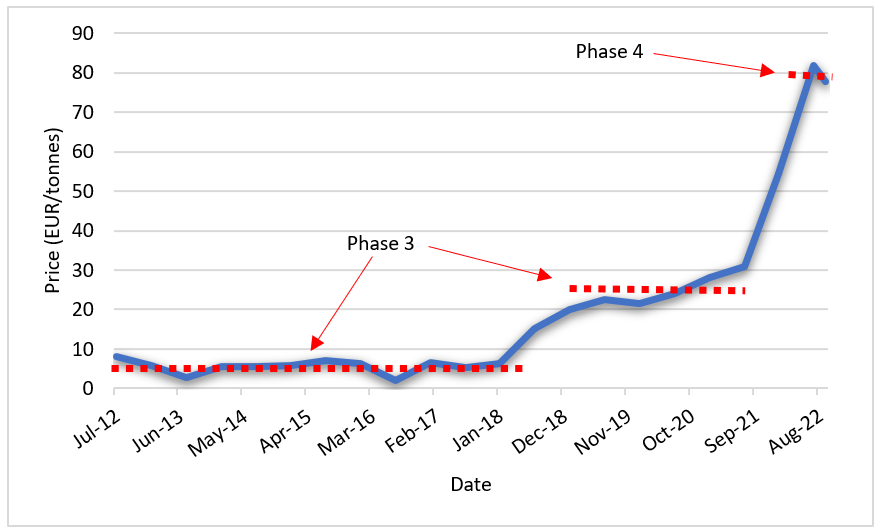 90
Phase 4
80
70
60
50
40
Phase 3
30
20
10
0
Price (EUR/tonnes)
Jul-12
Jun-13
May-14
Apr-15
Mar-16
Feb-17
Jan-18
Dec-18
Nov-19
Oct-20
Sep-21
Aug-22
Date